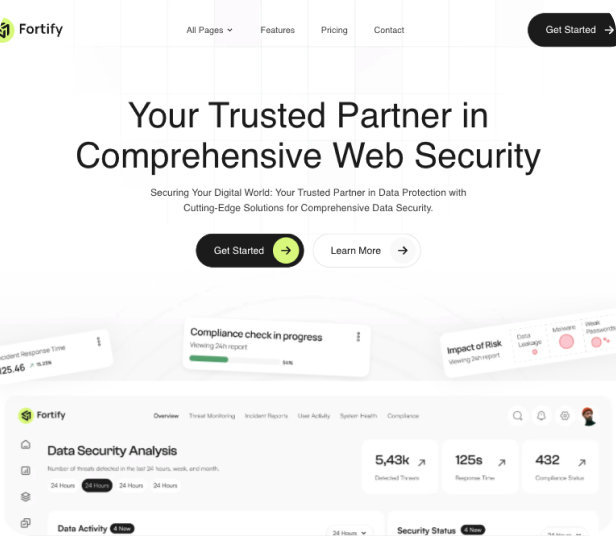 Fortify
All Pages
Features
Pricing
Contact
Get Started
Your Trusted Partner in
Comprehensive Web Security
Securing Your Digital World: Your Trusted Partner in Data Protection with
Cutting-Edge Solutions for Comprehensive Data Security.
Get Started
Learn More
Response Time
25.46
Compliance check in progress
Viewing 24h report
Impact of Risk
Viewing 24h report
Data
Leakage
Malware
Weak
Passwords
Fortify
Overview
Threat Monitoring
Incident Reports
User Activity
System Health
Compliance
Data Security Analysis
Number of threats detected in the last 24 hours, week, and month.
24 Hours
24 Hours
24 Hours
24 Hours
5,43k
Detected Threats
125s
Response Time
432
Compliance Status
Data Activity
4 New
24 Hours
Security Status
4 New